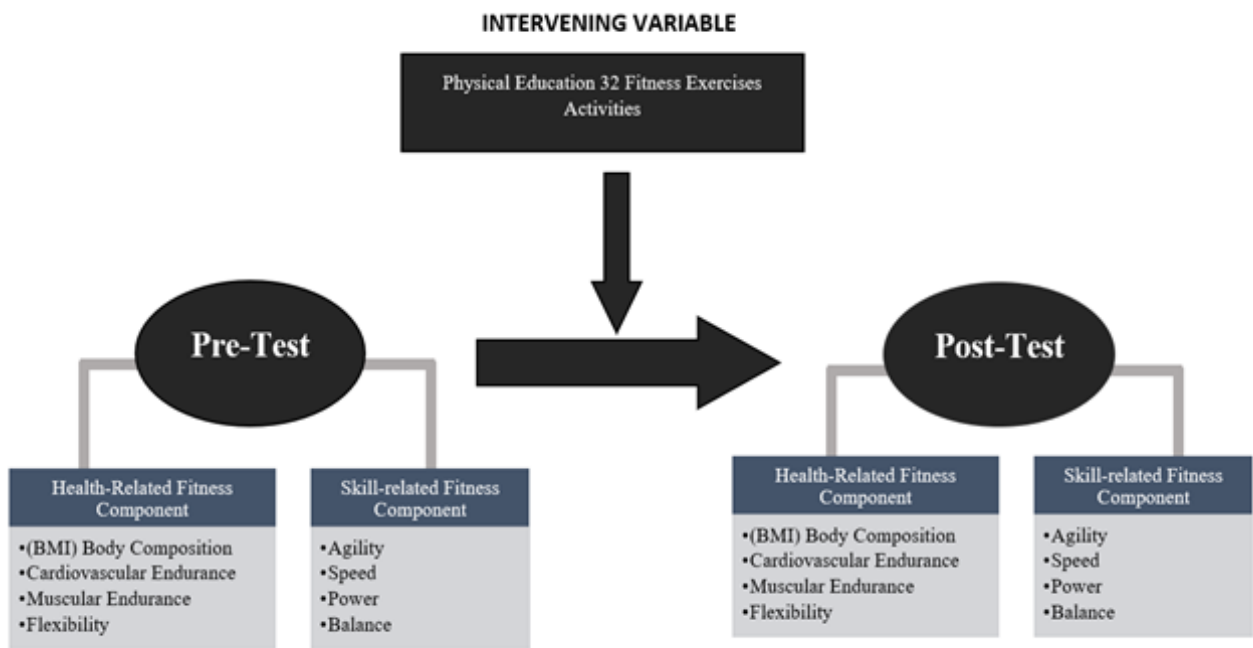 INTERVENING VARIABLE
Physical Education 32 Fitness Exercises
Activities
Pre-Test
Post-Test
Health-Related Fitness
Component
•(BMI) Body Composition
•Cardiovascular Endurance
•Muscular Endurance
•Flexibility
Skill-related Fitness
Component
•Agility
•Speed
•Power
•Balance
Health-Related Fitness
Component
•(BMI) Body Composition
•Cardiovascular Endurance
•Muscular Endurance
•Flexibility
Skill-related Fitness
Component
•Agility
•Speed
•Power
•Balance